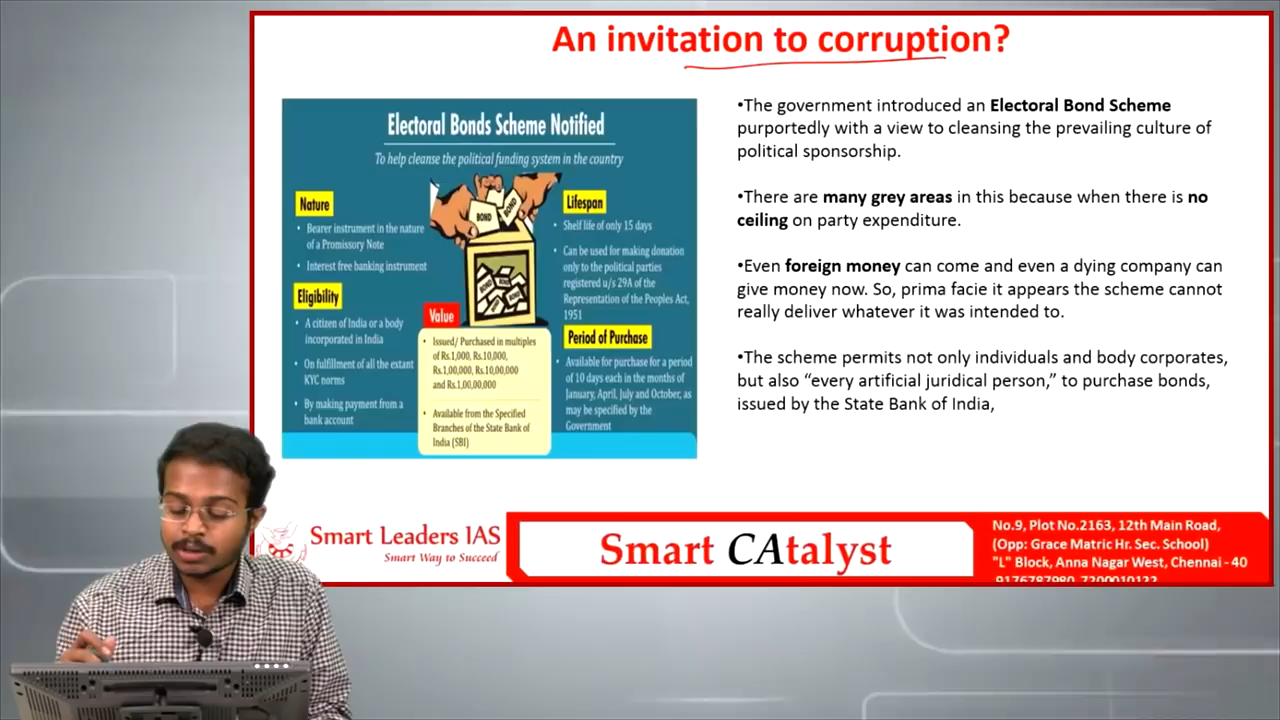 An invitation to corruption?
Electoral Bonds Scheme Notified
To help cleanse the political funding system in the country
Nature
• Bearer instrument in the nature
of a Promissory Note
• Interest free banking instrument
Eligibility
• A citizen of India or a body
incorporated in India
• On fulfillment of all the extant
KYC norms
• By making payment from a
bank account
BOND
BOND
Value
• Issued/ Purchased in multiples
of Rs.1,000, Rs.10,000,
Rs.1,00,000, Rs.10,00,000
and Rs.1,00,00,000
• Available from the Specified
Branches of the State Bank of
India (SBI)
Lifespan
• Shelf life of only 15 days
• Can be used for making donation
only to the political parties
registered u/s 29A of the
Representation of the Peoples Act,
1951
Period of Purchase
• Available for purchase for a period
of 10 days each in the months of
January, April, July and October, as
may be specified by the
Government
•The government introduced an Electoral Bond Scheme
purportedly with a view to cleansing the prevailing culture of
political sponsorship.
•There are many grey areas in this because when there is no
ceiling on party expenditure.
•Even foreign money can come and even a dying company can
give money now. So, prima facie it appears the scheme cannot
really deliver whatever it was intended to.
•The scheme permits not only individuals and body corporates,
but also “every artificial juridical person,” to purchase bonds,
issued by the State Bank of India,
Smart Leaders IAS
Smart Way to Succeed
Smart CAtalyst
No.9, Plot No.2163, 12th Main Road,
(Opp: Grace Matric Hr. Sec. School)
"L" Block, Anna Nagar West, Chennai - 40
9176787980, 7200010122